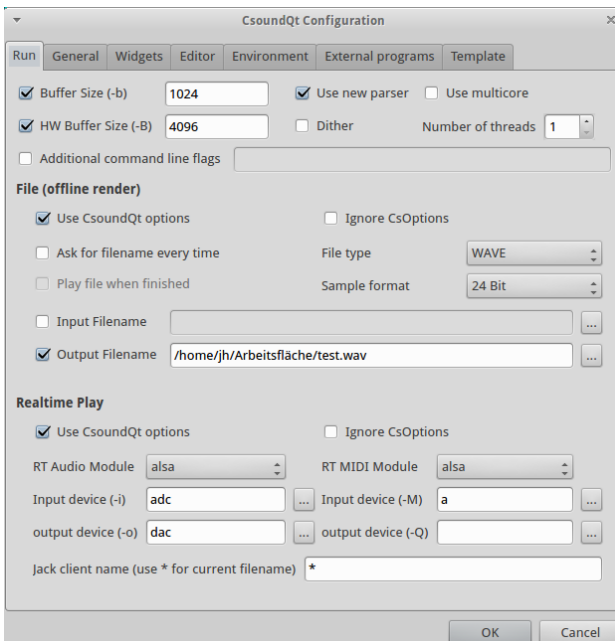 CsoundQt Configuration
Run General Widgets Editor Environment External programs Template
Buffer Size (-b) 1024 Use new parser Use multicore
HW Buffer Size (-B) 4096 Dither Number of threads 1
Additional command line flags
File (offline render)
Use CsoundQt options Ignore CsOptions
Ask for filename every time File type WAVE
Play file when finished Sample format 24 Bit
Input Filename ...
Output Filename /home/jh/Arbeitsfläche/test.wav ...
Realtime Play
Use CsoundQt options Ignore CsOptions
RT Audio Module alsa RT MIDI Module alsa
Input device (-i) adc ... Input device (-M) a ...
output device (-o) dac ... output device (-Q) ...
Jack client name (use * for current filename) *
OK Cancel